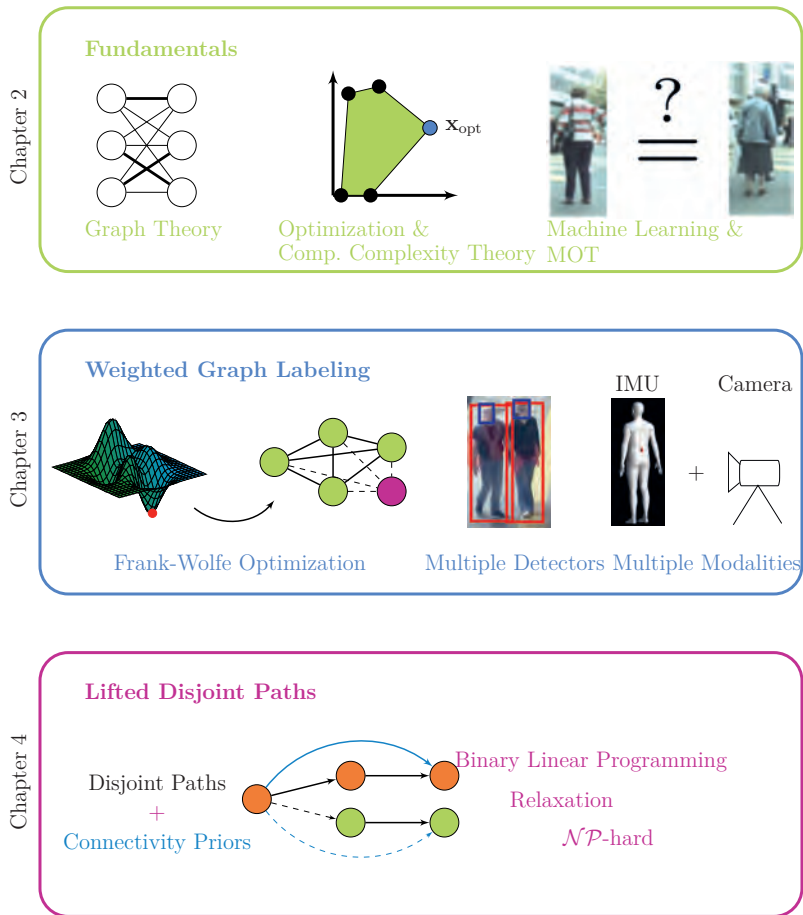 Chapter 2
Fundamentals
?
=
x_opt
Graph Theory
Optimization &
Comp. Complexity Theory
Machine Learning &
MOT
Chapter 3
Weighted Graph Labeling
IMU
Camera
+
Frank-Wolfe Optimization
Multiple Detectors
Multiple Modalities
Chapter 4
Lifted Disjoint Paths
Disjoint Paths
+
Connectivity Priors
Binary Linear Programming
Relaxation
𝒩𝒫-hard